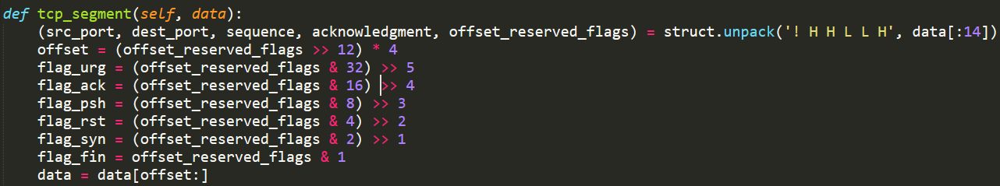 def tcp_segment(self, data):
    (src_port, dest_port, sequence, acknowledgment, offset_reserved_flags) = struct.unpack('! H H L L H', data[:14])
    offset = (offset_reserved_flags >> 12) * 4
    flag_urg = (offset_reserved_flags & 32) >> 5
    flag_ack = (offset_reserved_flags & 16) >> 4
    flag_psh = (offset_reserved_flags & 8) >> 3
    flag_rst = (offset_reserved_flags & 4) >> 2
    flag_syn = (offset_reserved_flags & 2) >> 1
    flag_fin = offset_reserved_flags & 1
    data = data[offset:]